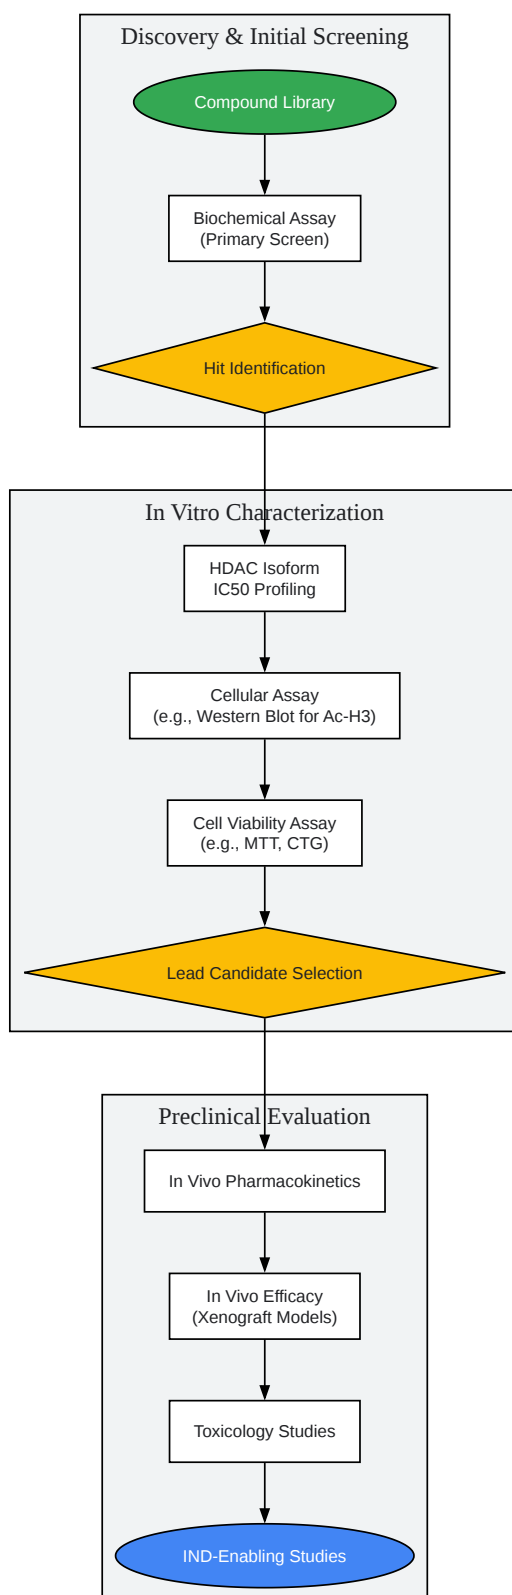 Discovery & Initial Screening
Compound Library
Biochemical Assay
(Primary Screen)
Hit Identification
In Vitro Characterization
HDAC Isoform
IC50 Profiling
Cellular Assay
(e.g., Western Blot for Ac-H3)
Cell Viability Assay
(e.g., MTT, CTG)
Lead Candidate Selection
Preclinical Evaluation
In Vivo Pharmacokinetics
In Vivo Efficacy
(Xenograft Models)
Toxicology Studies
IND-Enabling Studies